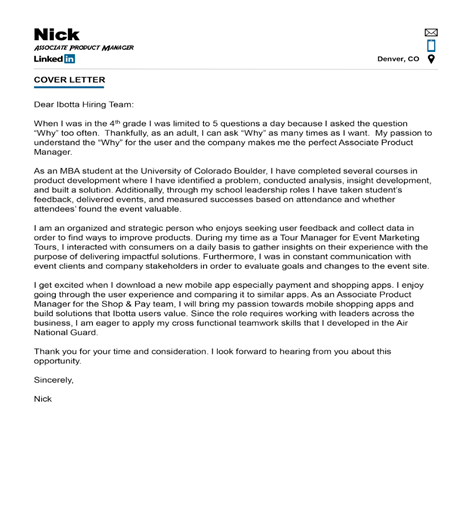 Nick
Associate Product Manager
Linked in
Denver, CO
COVER LETTER
Dear Ibotta Hiring Team:
When I was in the 4th grade I was limited to 5 questions a day because I asked the question
“Why” too often. Thankfully, as an adult, I can ask “Why” as many times as I want. My passion to
understand the “Why” for the user and the company makes me the perfect Associate Product
Manager.
As an MBA student at the University of Colorado Boulder, I have completed several courses in
product development where I have identified a problem, conducted analysis, insight development,
and built a solution. Additionally, through my school leadership roles I have taken student’s
feedback, delivered events, and measured successes based on attendance and whether
attendees’ found the event valuable.
I am an organized and strategic person who enjoys seeking user feedback and collect data in
order to find ways to improve products. During my time as a Tour Manager for Event Marketing
Tours, I interacted with consumers on a daily basis to gather insights on their experience with the
purpose of delivering impactful solutions. Furthermore, I was in constant communication with
event clients and company stakeholders in order to evaluate goals and changes to the event site.
I get excited when I download a new mobile app especially payment and shopping apps. I enjoy
going through the user experience and comparing it to similar apps. As an Associate Product
Manager for the Shop & Pay team, I will bring my passion towards mobile shopping apps and
build solutions that Ibotta users value. Since the role requires working with leaders across the
business, I am eager to apply my cross functional teamwork skills that I developed in the Air
National Guard.
Thank you for your time and consideration. I look forward to hearing from you about this
opportunity.
Sincerely,
Nick